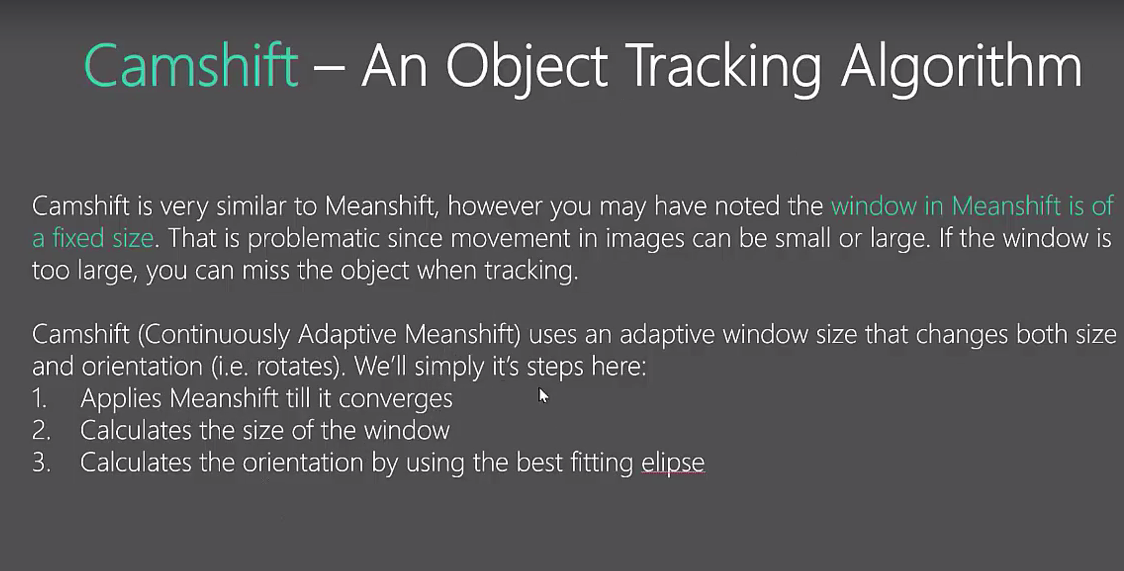 Camshift – An Object Tracking Algorithm
Camshift is very similar to Meanshift, however you may have noted the window in Meanshift is of
a fixed size. That is problematic since movement in images can be small or large. If the window is
too large, you can miss the object when tracking.
Camshift (Continuously Adaptive Meanshift) uses an adaptive window size that changes both size
and orientation (i.e. rotates). We'll simply it's steps here:
1. Applies Meanshift till it converges
2. Calculates the size of the window
3. Calculates the orientation by using the best fitting elipse